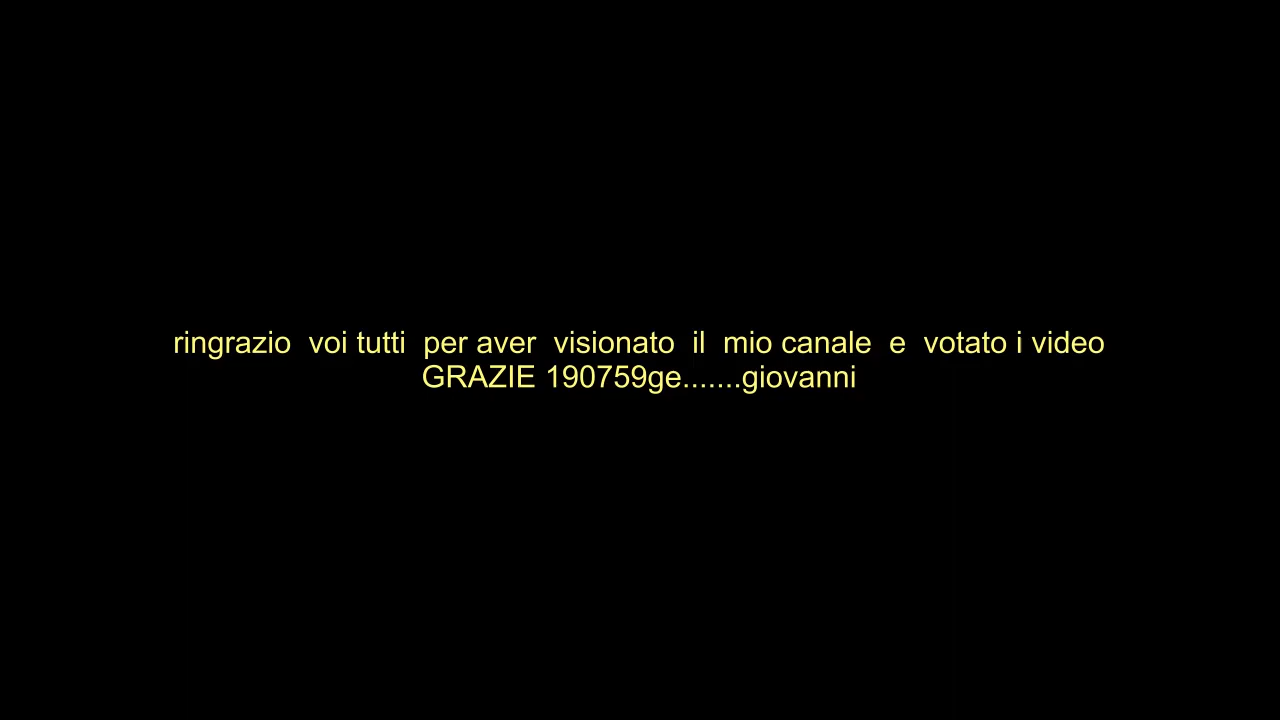 ringrazio  voi tutti  per aver  visionato  il  mio canale  e  votato i video
GRAZIE 190759ge.......giovanni